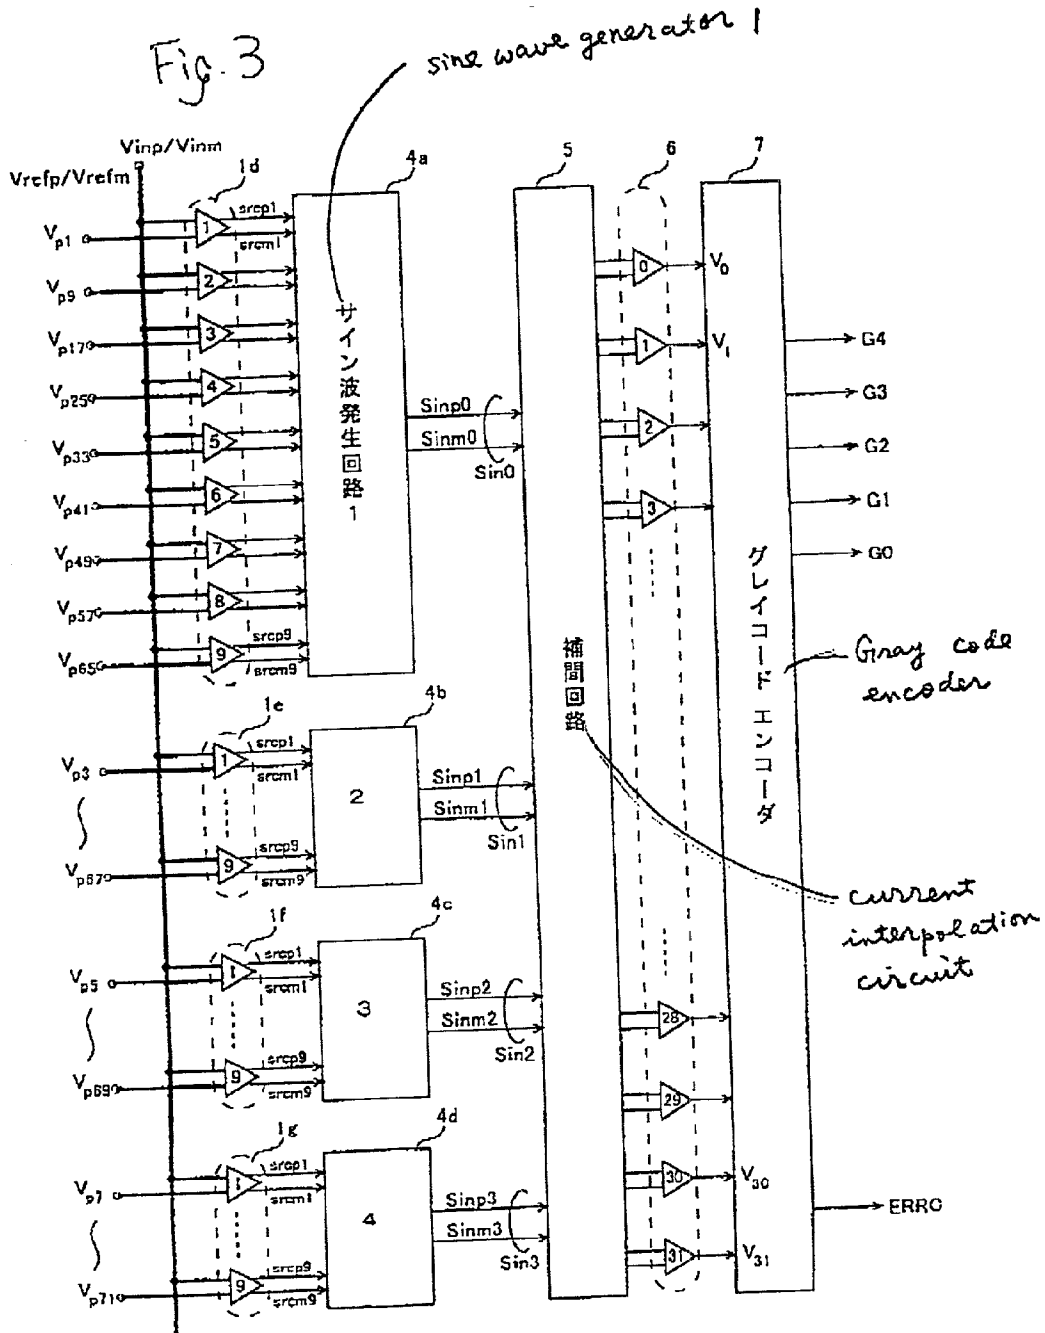 Fig. 3
sine wave generator 1
Vinp/Vinm
Vrefp/Vrefm
1d
4a
5
6
7
Vp1
1
srcp1
srcm1
Vp9
2
Vp17
3
Vp25
4
Vp33
5
Vp41
6
Vp49
7
Vp57
8
Vp65
9
srcp9
srcm9
サイン波発生回路1
Sinp0
Sinm0
Sin0
1e
4b
Vp3
1
srcp1
srcm1
Vp67
9
srcp9
srcm9
2
Sinp1
Sinm1
Sin1
1f
4c
Vp5
1
srcp1
srcm1
Vp69
9
srcp9
srcm9
3
Sinp2
Sinm2
Sin2
1g
4d
Vp7
1
srcp1
srcm1
Vp71
9
srcp9
srcm9
4
Sinp3
Sinm3
Sin3
補間回路
0
V0
1
V1
2
3
28
29
30
V30
31
V31
グレイコード エンコーダ
G4
G3
G2
G1
G0
Gray code
encoder
current
interpolation
circuit
ERRO